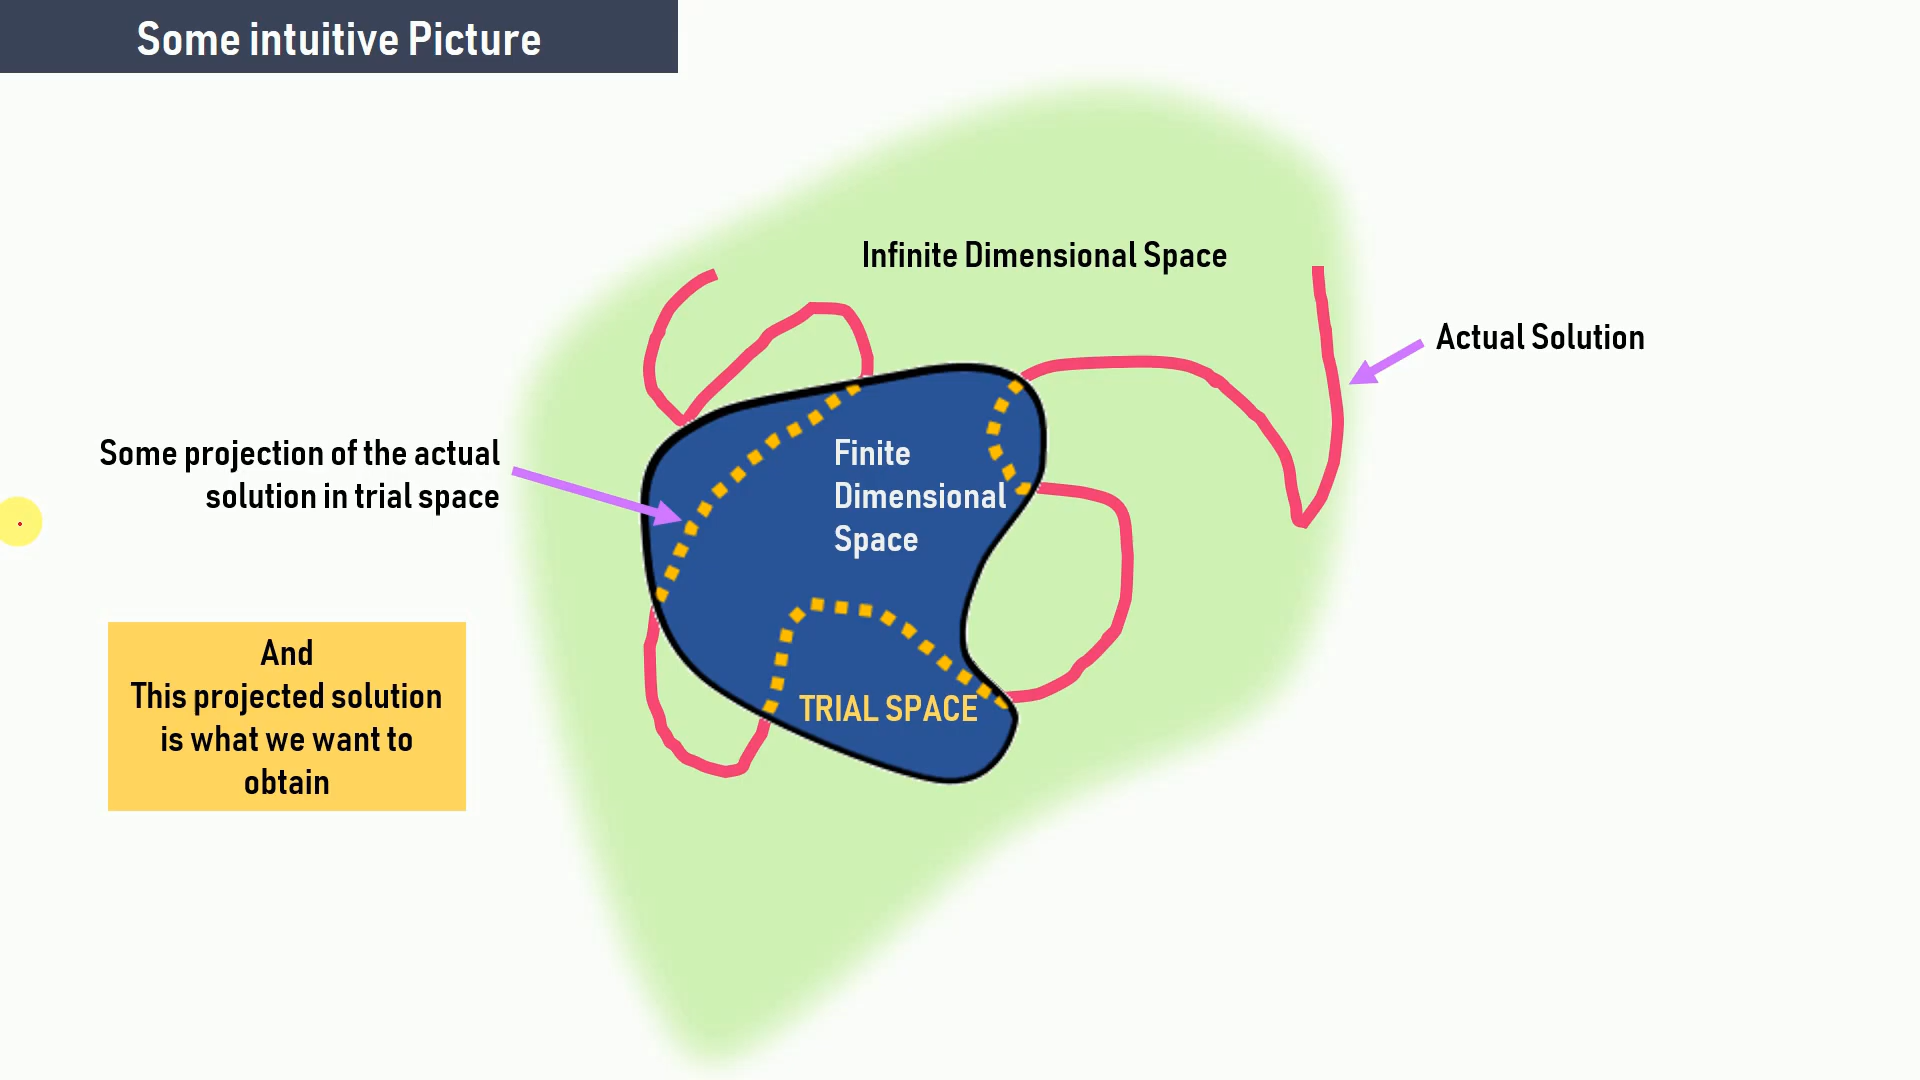 Some intuitive Picture
Infinite Dimensional Space
Actual Solution
Some projection of the actual
solution in trial space
Finite
Dimensional
Space
TRIAL SPACE
And
This projected solution
is what we want to
obtain